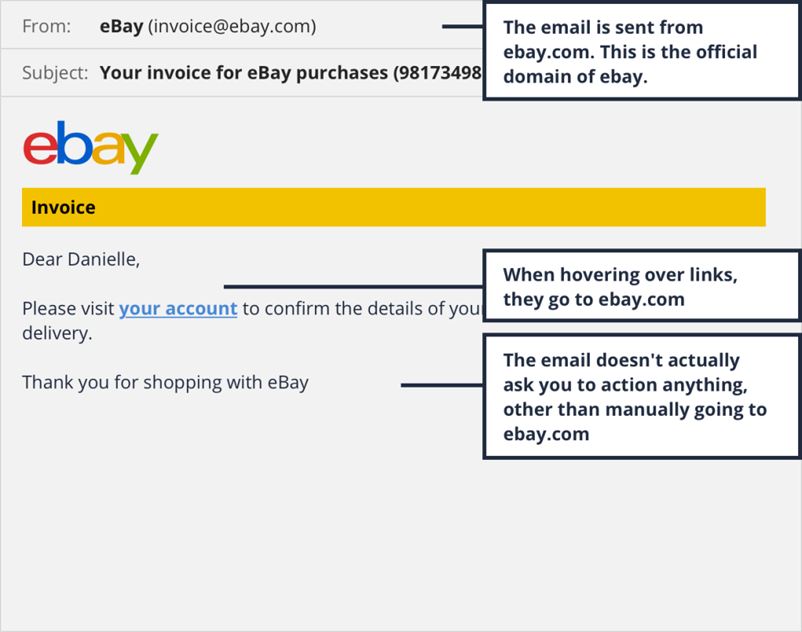 From: eBay (invoice@ebay.com)
The email is sent from
ebay.com. This is the official
domain of ebay.
Subject: Your invoice for eBay purchases (98173498
ebay
Invoice
Dear Danielle,
When hovering over links,
they go to ebay.com
Please visit your account to confirm the details of your
delivery.
The email doesn't actually
ask you to action anything,
other than manually going to
ebay.com
Thank you for shopping with eBay